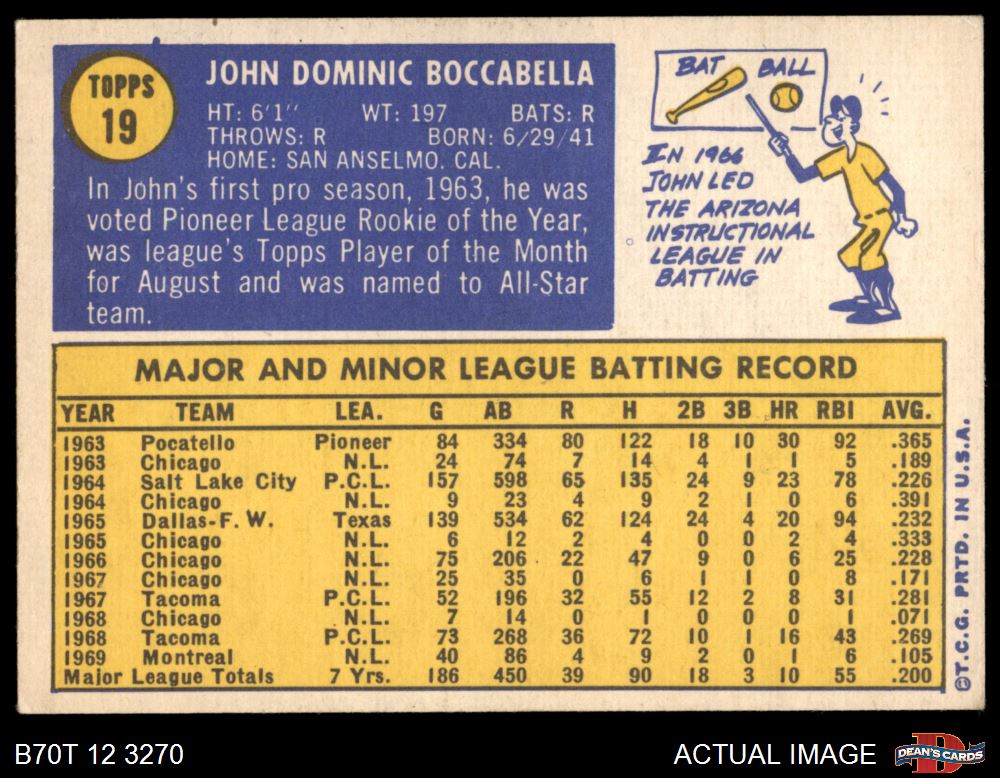 TOPPS
19
JOHN DOMINIC BOCCABELLA
HT: 6'1" WT: 197 BATS: R
THROWS: R BORN: 6/29/41
HOME: SAN ANSELMO. CAL.
In John's first pro season, 1963, he was
voted Pioneer League Rookie of the Year,
was league's Topps Player of the Month
for August and was named to All-Star
team.
BAT BALL
IN 1966
JOHN LED
THE ARIZONA
INSTRUCTIONAL
LEAGUE IN
BATTING
MAJOR AND MINOR LEAGUE BATTING RECORD
YEAR TEAM LEA. G AB R H 2B 3B HR RBI AVG.
1963 Pocatello Pioneer 84 334 80 122 18 10 30 92 .365
1963 Chicago N.L. 24 74 7 14 4 1 1 5 .189
1964 Salt Lake City P.C.L. 157 598 65 135 24 9 23 78 .226
1964 Chicago N.L. 9 23 4 9 2 1 0 6 .391
1965 Dallas-F. W. Texas 139 534 62 124 24 4 20 94 .232
1965 Chicago N.L. 6 12 2 4 0 0 2 4 .333
1966 Chicago N.L. 75 206 22 47 9 0 6 25 .228
1967 Chicago N.L. 25 35 0 6 1 1 0 8 .171
1967 Tacoma P.C.L. 52 196 32 55 12 2 8 31 .281
1968 Chicago N.L. 7 14 0 1 0 0 0 1 .071
1968 Tacoma P.C.L. 73 268 36 72 10 1 16 43 .269
1969 Montreal N.L. 40 86 4 9 2 0 1 6 .105
Major League Totals 7 Yrs. 186 450 39 90 18 3 10 55 .200
©T.C.G. PRTD. IN U.S.A.
B70T 12 3270
ACTUAL IMAGE
DEAN'S CARDS